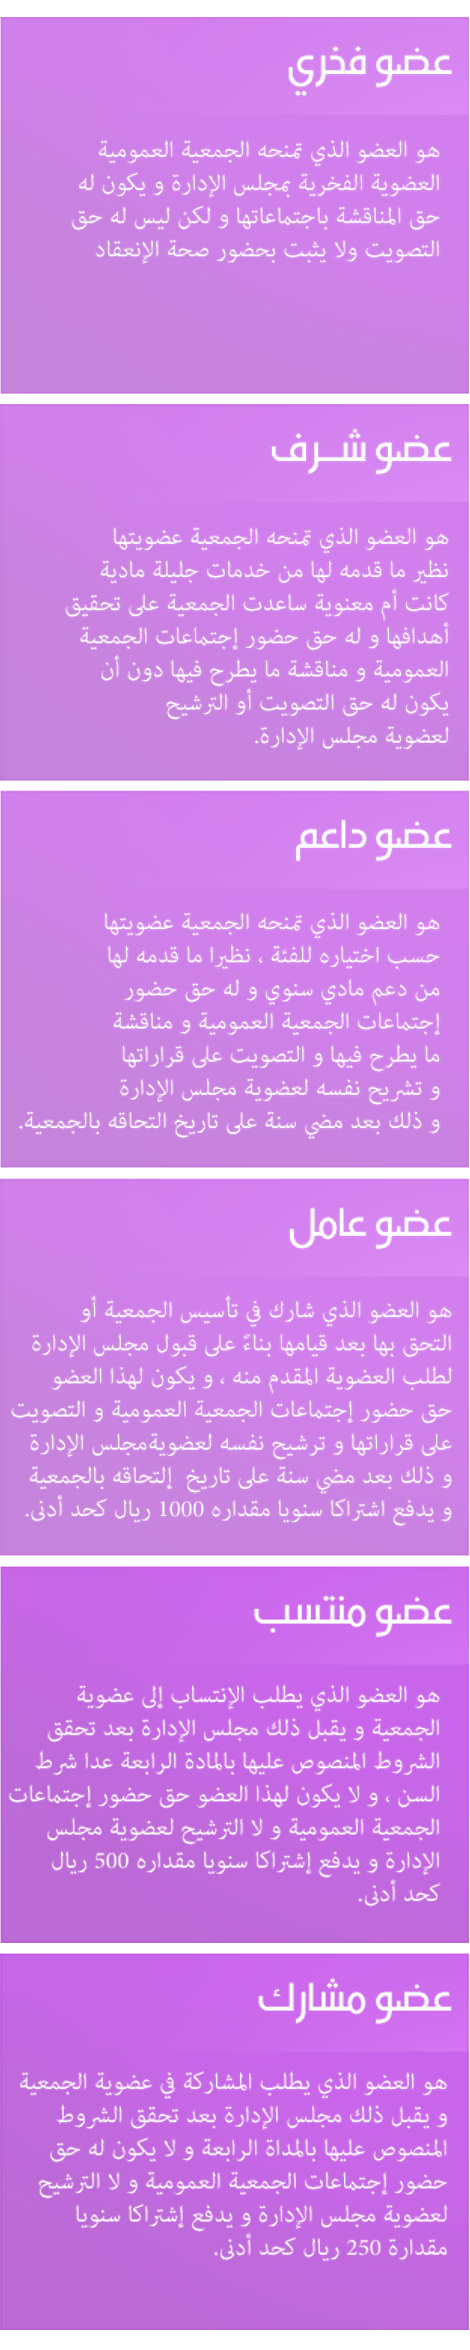 عضو فخري
هو العضو الذي تمنحه الجمعية العمومية
العضوية الفخرية بمجلس الإدارة و يكون له
حق المناقشة باجتماعاتها و لكن ليس له حق
التصويت ولا يثبت بحضور صحة الإنعقاد
عضو شــرف
هو العضو الذي تمنحه الجمعية عضويتها
نظير ما قدمه لها من خدمات جليلة مادية
كانت أم معنوية ساعدت الجمعية على تحقيق
أهدافها و له حق حضور إجتماعات الجمعية
العمومية و مناقشة ما يطرح فيها دون أن
يكون له حق التصويت أو الترشيح
لعضوية مجلس الإدارة.
عضو داعم
هو العضو الذي تمنحه الجمعية عضويتها
حسب اختياره للفئة ، نظيرا ما قدمه لها
من دعم مادي سنوي و له حق حضور
إجتماعات الجمعية العمومية و مناقشة
ما يطرح فيها و التصويت على قراراتها
و تشريح نفسه لعضوية مجلس الإدارة
و ذلك بعد مضي سنة على تاريخ التحاقه بالجمعية.
عضو عامل
هو العضو الذي شارك في تأسيس الجمعية أو
التحق بها بعد قيامها بناءً على قبول مجلس الإدارة
لطلب العضوية المقدم منه ، و يكون لهذا العضو
حق حضور إجتماعات الجمعية العمومية و التصويت
على قراراتها و ترشيح نفسه لعضويةمجلس الإدارة
و ذلك بعد مضي سنة على تاريخ إلتحاقه بالجمعية
و يدفع اشتراكا سنويا مقداره 1000 ريال كحد أدنى.
عضو منتسب
هو العضو الذي يطلب الإنتساب إلى عضوية
الجمعية و يقبل ذلك مجلس الإدارة بعد تحقق
الشروط المنصوص عليها بالمادة الرابعة عدا شرط
السن ، و لا يكون لهذا العضو حق حضور إجتماعات
الجمعية العمومية و لا الترشيح لعضوية مجلس
الإدارة و يدفع إشتراكا سنويا مقداره 500 ريال
كحد أدنى.
عضو مشارك
هو العضو الذي يطلب المشاركة في عضوية الجمعية
و يقبل ذلك مجلس الإدارة بعد تحقق الشروط
المنصوص عليها بالمداة الرابعة و لا يكون له حق
حضور إجتماعات الجمعية العمومية و لا الترشيح
لعضوية مجلس الإدارة و يدفع إشتراكا سنويا
مقدارة 250 ريال كحد أدنى.